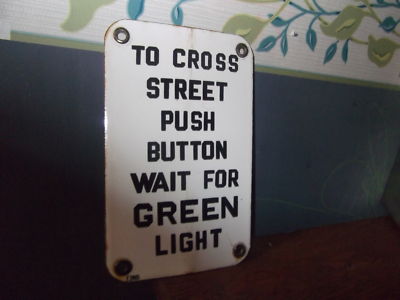 TO CROSS
STREET
PUSH
BUTTON
WAIT FOR
GREEN
LIGHT